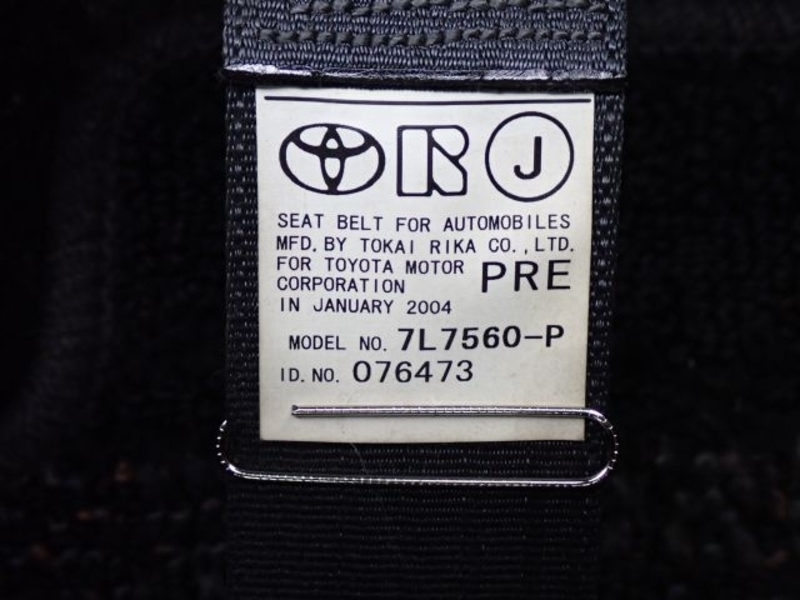 R J
SEAT BELT FOR AUTOMOBILES
MFD. BY TOKAI RIKA CO., LTD.
FOR TOYOTA MOTOR
CORPORATION PRE
IN JANUARY 2004
MODEL NO. 7L7560-P
ID. NO. 076473